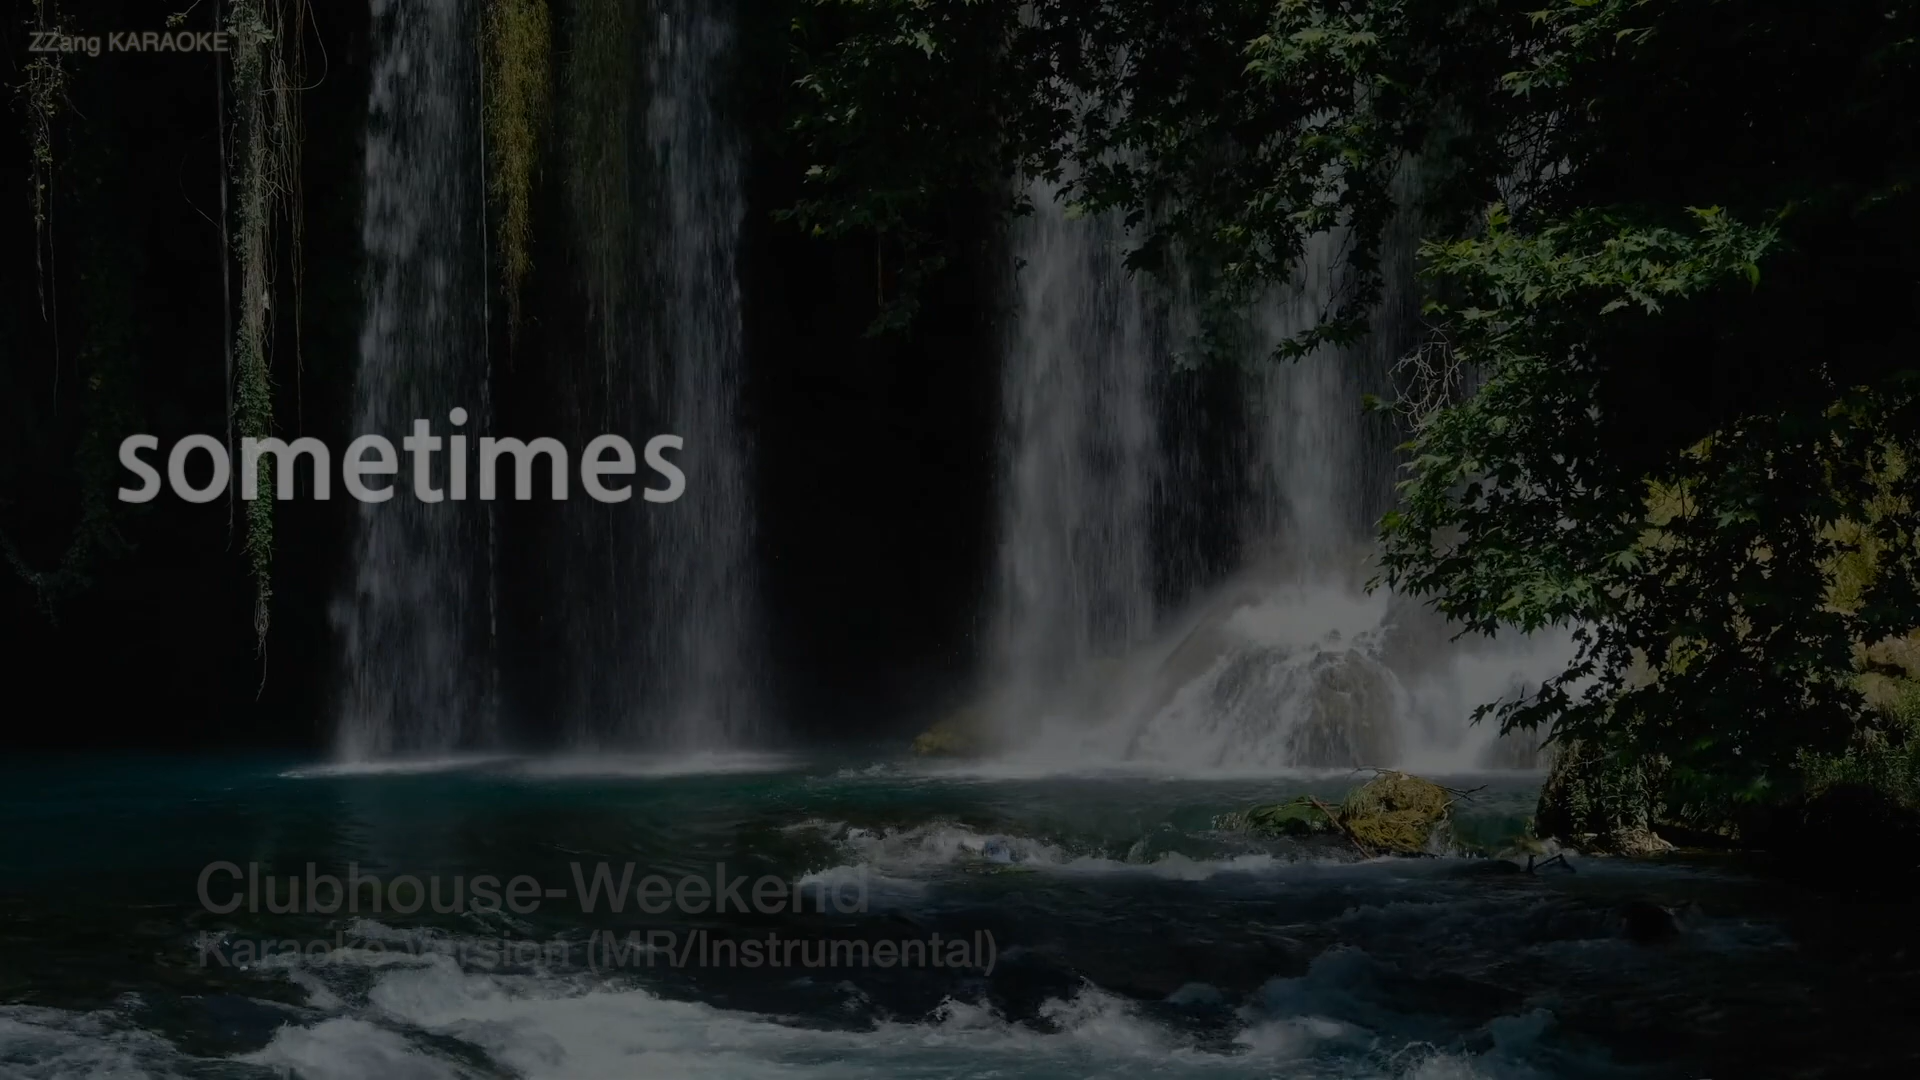 ZZang KARAOKE
sometimes
Clubhouse-Weekend
Karaoke Version (MR/Instrumental)